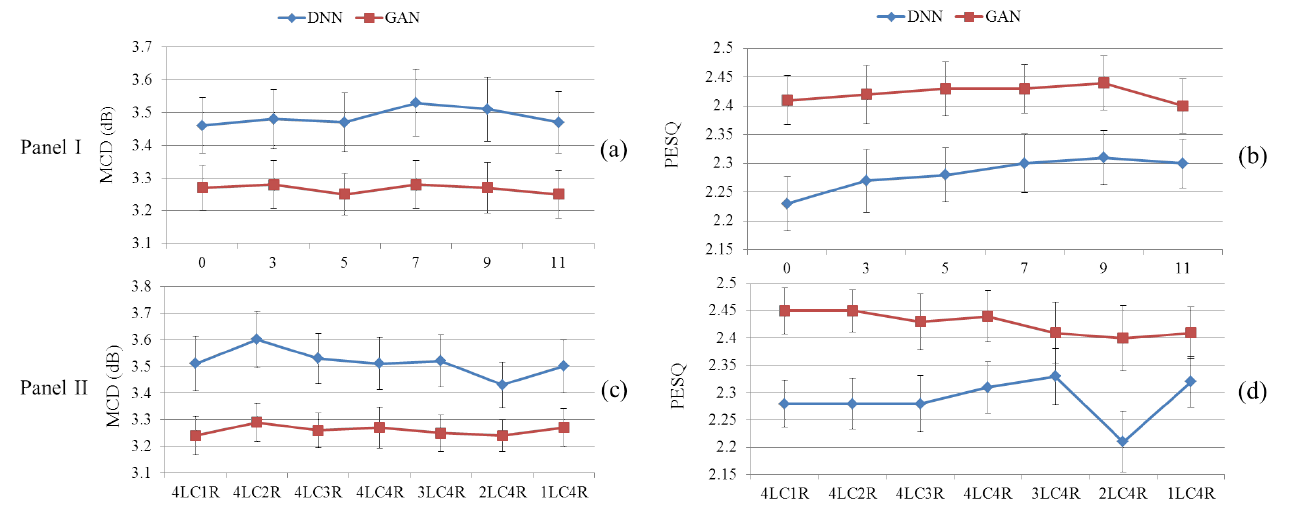 DNN GAN
3.7
3.6
3.5
3.4
3.3
3.2
3.1
MCD (dB)
0 3 5 7 9 11
Panel I
(a)
DNN GAN
2.5
2.45
2.4
2.35
2.3
2.25
2.2
2.15
PESQ
0 3 5 7 9 11
(b)
3.8
3.7
3.6
3.5
3.4
3.3
3.2
3.1
MCD (dB)
4LC1R 4LC2R 4LC3R 4LC4R 3LC4R 2LC4R 1LC4R
Panel II
(c)
2.5
2.45
2.4
2.35
2.3
2.25
2.2
2.15
PESQ
4LC1R 4LC2R 4LC3R 4LC4R 3LC4R 2LC4R 1LC4R
(d)